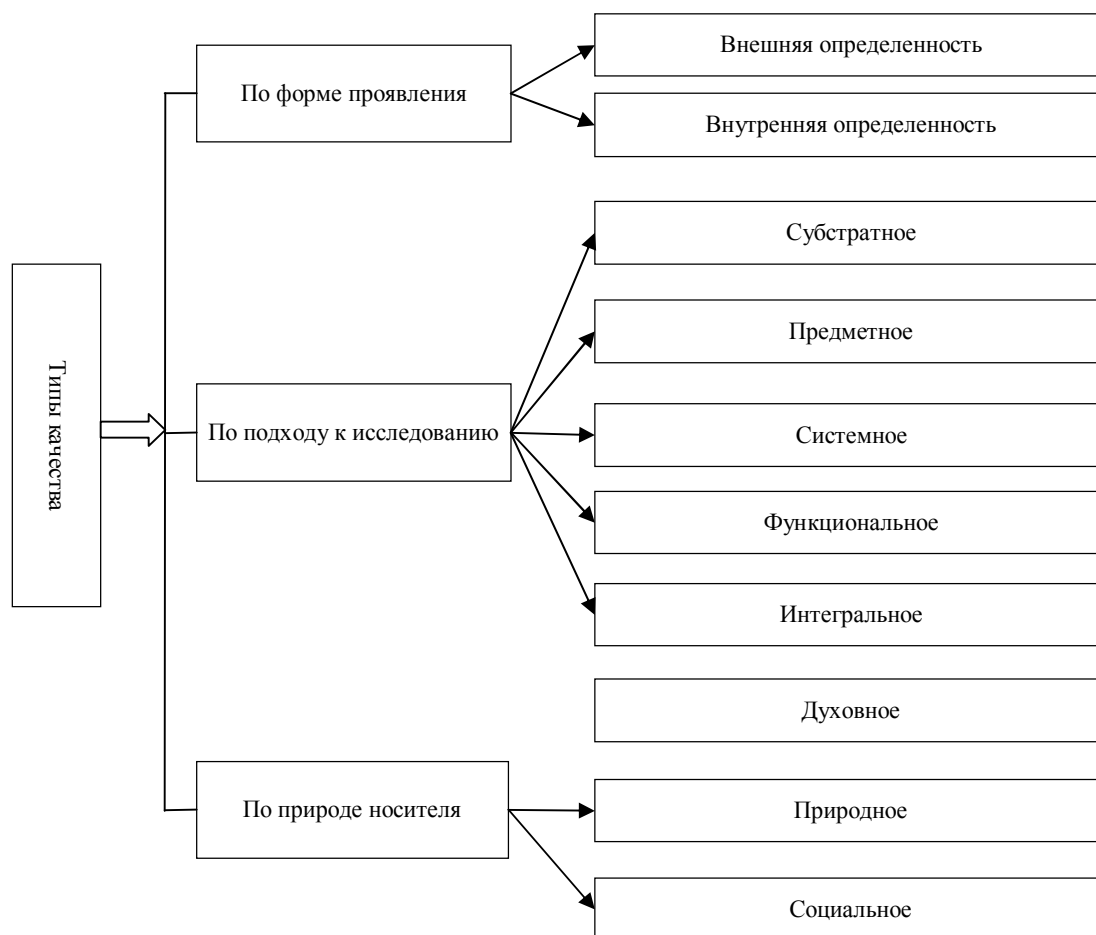 Типы качества
По форме проявления
Внешняя определенность
Внутренняя определенность
По подходу к исследованию
Субстратное
Предметное
Системное
Функциональное
Интегральное
По природе носителя
Духовное
Природное
Социальное